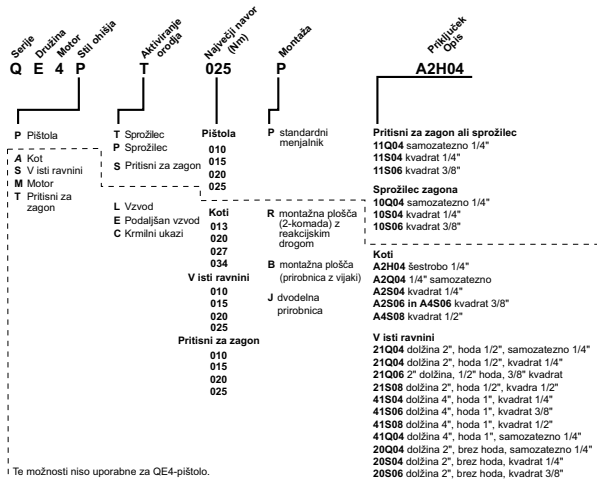 Serije
Družina
Motor
Stil ohišja
Aktiviranje
orodja
Največji navor
(Nm)
Montaža
Priključek
Opis
Q E 4 P T 025 P A2H04
P Pištola
A Kot
S V isti ravnini
M Motor
T Pritisni za
zagon
T Sprožilec
P Sprožilec
S Pritisni za zagon
L Vzvod
E Podaljšan vzvod
C Krmilni ukazi
Pištola
010
015
020
025
Koti
013
020
027
034
V isti ravnini
010
015
020
025
Pritisni za zagon
010
015
020
025
P standardni
menjalnik
R montažna plošča
(2-komada) z
reakcijskim
drogom
B montažna plošča
(prirobnica z vijaki)
J dvodelna
prirobnica
Pritisni za zagon ali sprožilec
11Q04 samozatezno 1/4"
11S04 kvadrat 1/4"
11S06 kvadrat 3/8"
Sprožilec zagona
10Q04 samozatezno 1/4"
10S04 kvadrat 1/4"
10S06 kvadrat 3/8"
Koti
A2H04 šestrobo 1/4"
A2Q04 1/4" samozatezno
A2S04 kvadrat 1/4"
A2S06 in A4S06 kvadrat 3/8"
A4S08 kvadrat 1/2"
V isti ravnini
21Q04 dolžina 2", hoda 1/2", samozatezno 1/4"
21Q04 dolžina 2", hoda 1/2", kvadrat 1/4"
21Q06 2" dolžina, 1/2" hoda, 3/8" kvadrat
21S08 dolžina 2", hoda 1/2", kvadra 1/2"
41S04 dolžina 4", hoda 1", kvadrat 1/4"
41S06 dolžina 4", hoda 1", kvadrat 3/8"
41S08 dolžina 4", hoda 1", kvadrat 1/2"
41Q04 dolžina 4", hoda 1", samozatezno 1/4"
20Q04 dolžina 2", brez hoda, samozatezno 1/4"
20S04 dolžina 2", brez hoda, kvadrat 1/4"
20S06 dolžina 2", brez hoda, kvadrat 3/8"
Te možnosti niso uporabne za QE4-pištolo.